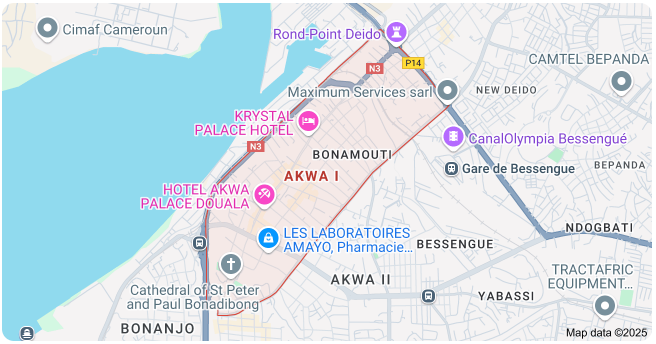 Cimaf Cameroun
Rond-Point Deido
N3
P14
CAMTEL BEPANDA
Maximum Services sarl
NEW DEIDO
KRYSTAL
PALACE HOTEL
CanalOlympia Bessengué
N3
BONAMOUTI
Gare de Bessengue
BEPANDA
AKWA I
HOTEL AKWA
PALACE DOUALA
LES LABORATOIRES
AMAYO, Pharmacie...
NDOGBATI
BESSENGUE
AKWA II
TRACTAFRIC
EQUIPMENT...
Cathedral of St Peter
and Paul Bonadibong
YABASSI
BONANJO
Map data ©2025